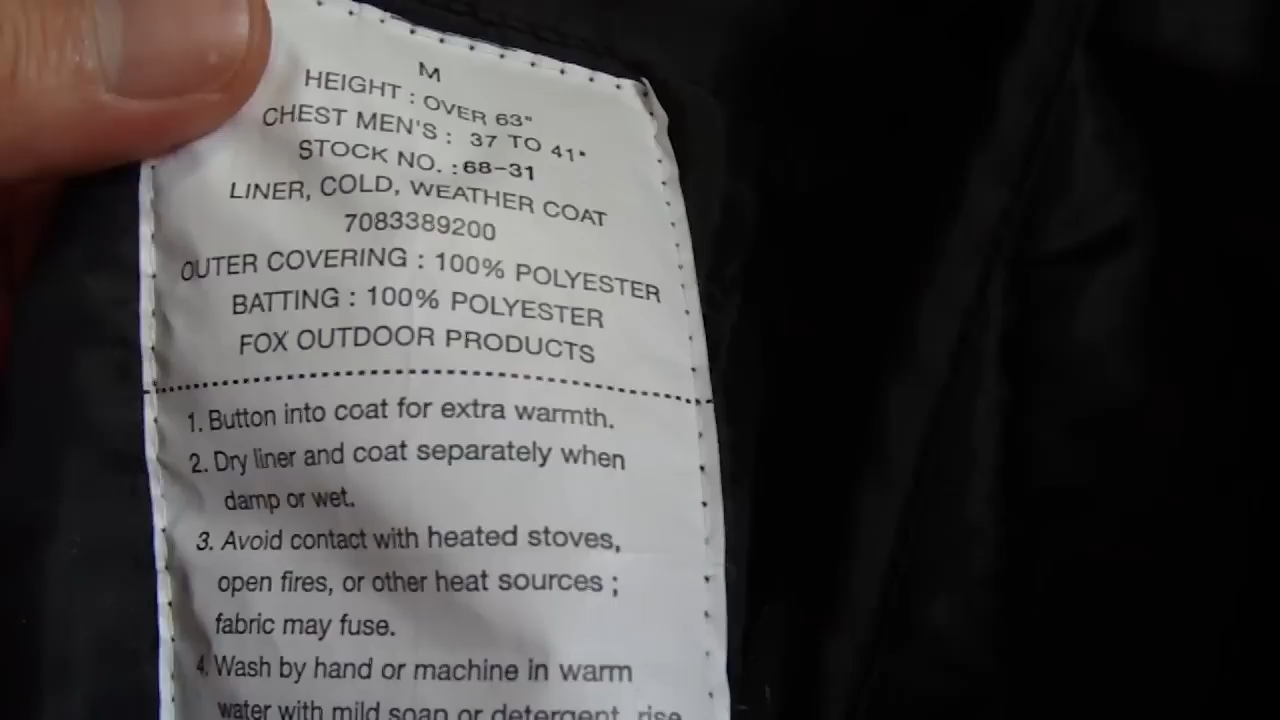 M
HEIGHT : OVER 63"
CHEST MEN'S : 37 TO 41"
STOCK NO. : 68-31
LINER, COLD, WEATHER COAT
7083389200
OUTER COVERING : 100% POLYESTER
BATTING : 100% POLYESTER
FOX OUTDOOR PRODUCTS
1. Button into coat for extra warmth.
2. Dry liner and coat separately when
damp or wet.
3. Avoid contact with heated stoves,
open fires, or other heat sources ;
fabric may fuse.
4. Wash by hand or machine in warm
water with mild soap or detergent, rise